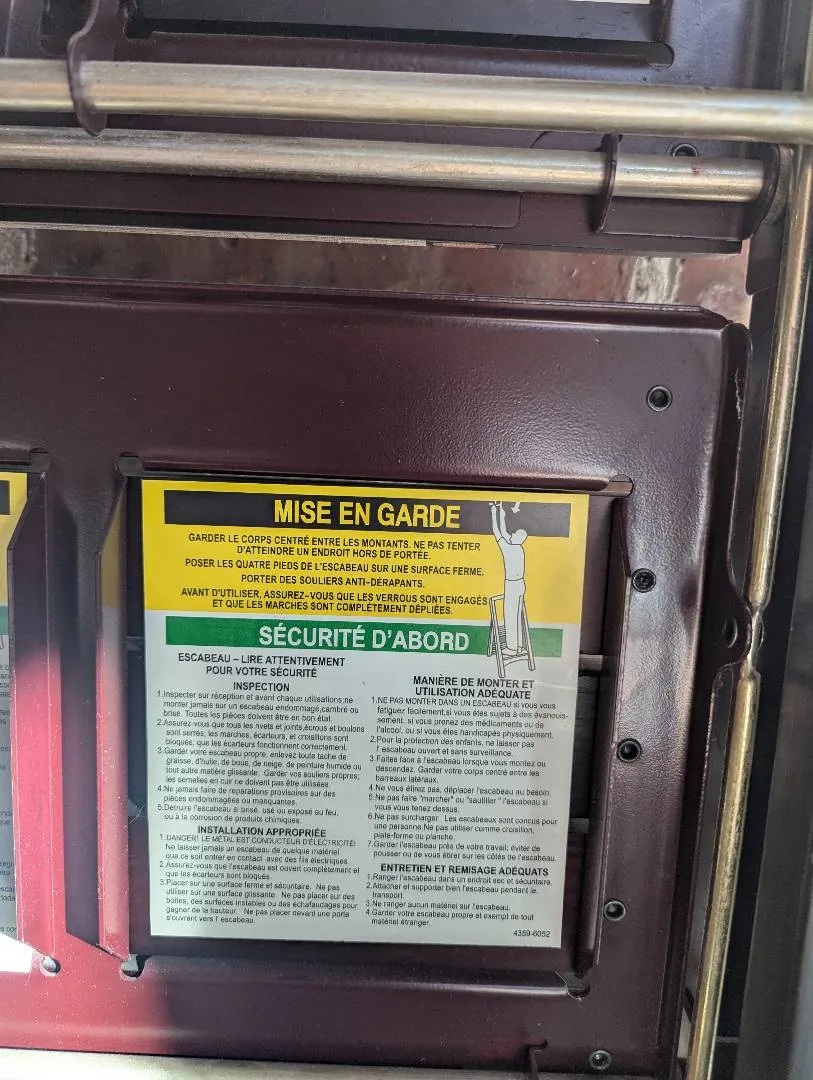 MISE EN GARDE
GARDER LE CORPS CENTRÉ ENTRE LES MONTANTS. NE PAS TENTER
D'ATTEINDRE UN ENDROIT HORS DE PORTÉE.
POSER LES QUATRE PIEDS DE L'ESCABEAU SUR UNE SURFACE FERME.
PORTER DES SOULIERS ANTI-DÉRAPANTS.
AVANT D'UTILISER, ASSUREZ-VOUS QUE LES VERROUS SONT ENGAGÉS
ET QUE LES MARCHES SONT COMPLÈTEMENT DÉPLIÉES.
SÉCURITÉ D'ABORD
ESCABEAU – LIRE ATTENTIVEMENT
POUR VOTRE SÉCURITÉ
INSPECTION
1.Inspecter sur réception et avant chaque utilisations;ne
monter jamais sur un escabeau endommagé,cambré ou
brisé. Toutes les pièces doivent être en bon état.
2.Assurez-vous que tous les rivets et joints,écrous et boulons
sont serrés, les marches, écarteurs, et croisillons sont
bloqués; que les écarteurs fonctionnent correctement.
3.Garder votre escabeau propre, enlevez toute tache de
graisse, d'huile, de boue, de neige, de peinture humide ou
tout autre matière glissante. Garder vos souliers propres;
les semelles en cuir ne doivent pas être utilisées.
4.Ne jamais faire de reparations provisoires sur des
pièces endommagées ou manquantes.
5.Détruire l'escabeau si brisé, usé ou exposé au feu,
ou à la corrosion de produits chimiques.
INSTALLATION APPROPRIÉE
1.DANGER! LE MÉTAL EST CONDUCTEUR D'ÉLECTRICITÉ!
Ne laisser jamais un escabeau de quelque matériel
que ce soit entrer en contact avec des fils électriques.
2.Assurez-vous que l'escabeau est ouvert complètement et
que les écarteurs sont bloqués.
3.Placer sur une surface ferme et sécuritaire. Ne pas
utiliser sur une surface glissante. Ne pas placer sur des
boites, des surfaces instables ou des échafaudages pour
gagner de la hauteur. Ne pas placer devant une porte
s'ouvrant vers l'escabeau.
MANIÈRE DE MONTER ET
UTILISATION ADÉQUATE
1.NE PAS MONTER DANS UN ESCABEAU si vous vous
fatiguez facilement,si vous êtes sujets à des évanouis-
sement, si vous prenez des médicaments ou de
l'alcool, ou si vous êtes handicapés physiquement.
2.Pour la protection des enfants, ne laisser pas
l'escabeau ouvert et sans surveillance.
3.Faites face à l'escabeau lorsque vous montez ou
descendez. Garder votre corps centré entre les
barreaux latéraux.
4.Ne vous étirez pas, déplacer l'escabeau au besoin.
5.Ne pas faire "marcher" ou "sautiller" l'escabeau si
vous vous tenez dessus.
6.Ne pas surcharger. Les escabeaux sont concus pour
une personne.Ne pas utiliser comme croisillon,
plate-forme ou planche.
7.Garder l'escabeau près de votre travail; éviter de
pousser ou de vous étirer sur les côtés de l'escabeau.
ENTRETIEN ET REMISAGE ADÉQUATS
1.Ranger l'escabeau dans un endroit sec et sécuritaire.
2.Attacher et supporter bien l'escabeau pendant le
transport.
3.Ne ranger aucun matériel sur l'escabeau.
4.Garder votre escabeau propre et exempt de tout
matériel étranger.
4359-6052